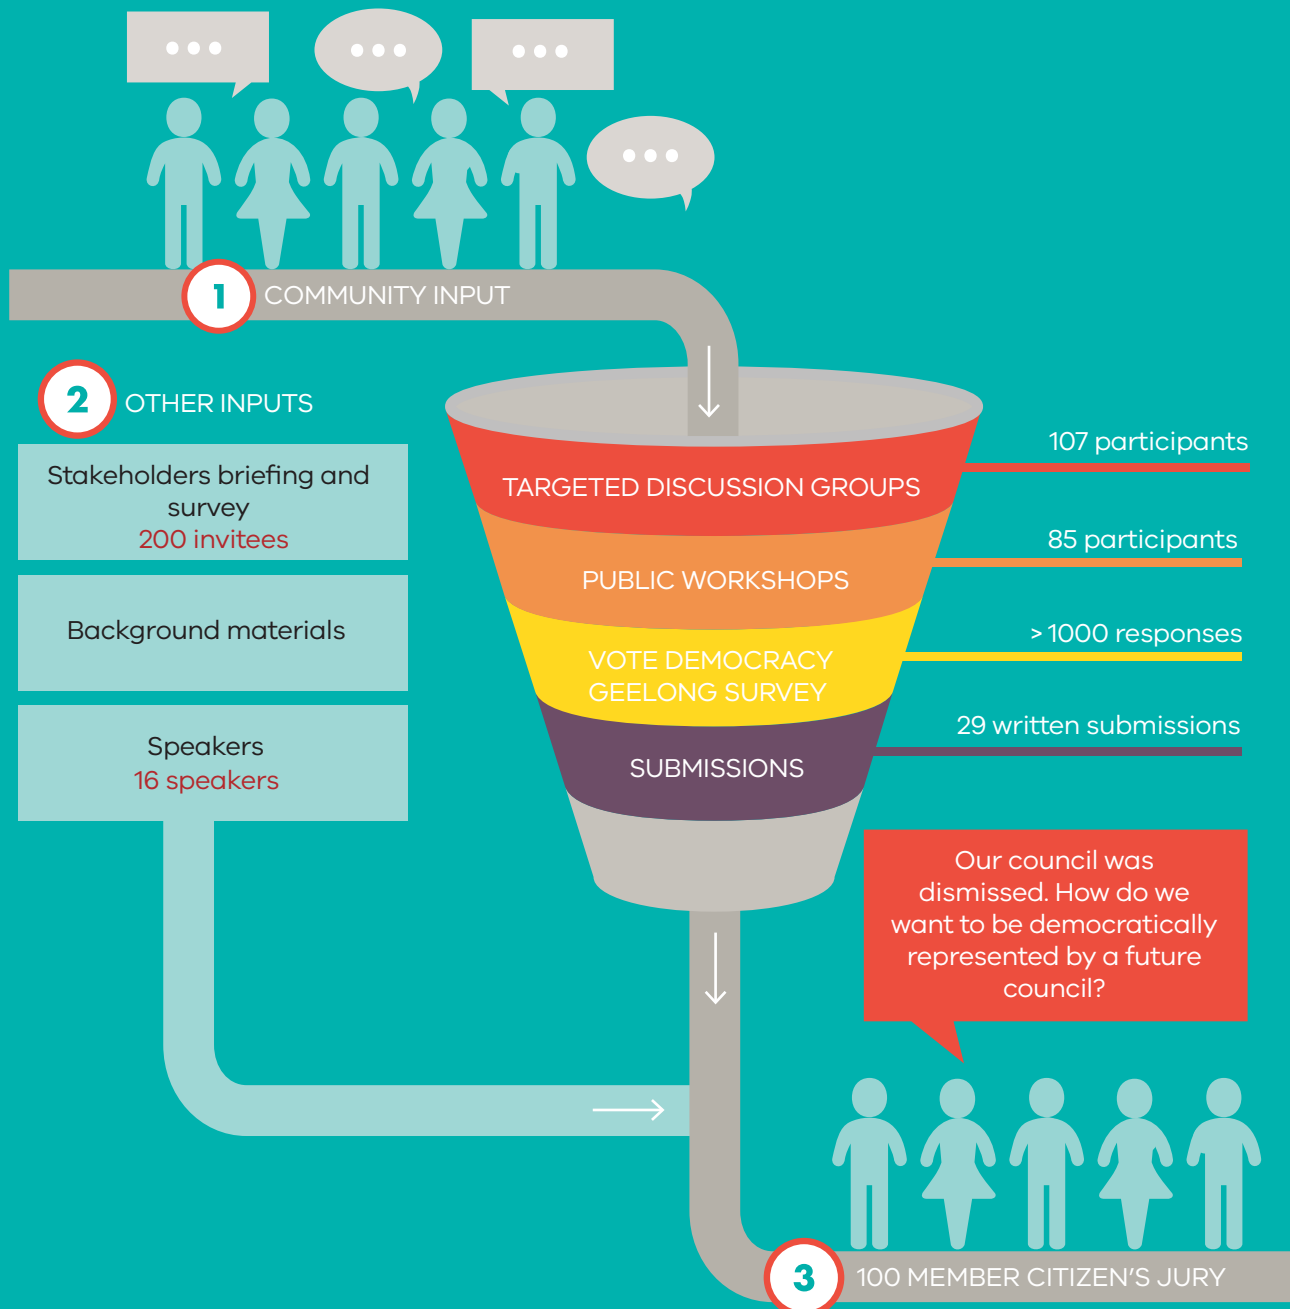 1
COMMUNITY INPUT
2
OTHER INPUTS
Stakeholders briefing and
survey
200 invitees
Background materials
Speakers
16 speakers
TARGETED DISCUSSION GROUPS
107 participants
PUBLIC WORKSHOPS
85 participants
VOTE DEMOCRACY
GEELONG SURVEY
> 1000 responses
SUBMISSIONS
29 written submissions
Our council was
dismissed. How do we
want to be democratically
represented by a future
council?
3
100 MEMBER CITIZEN'S JURY